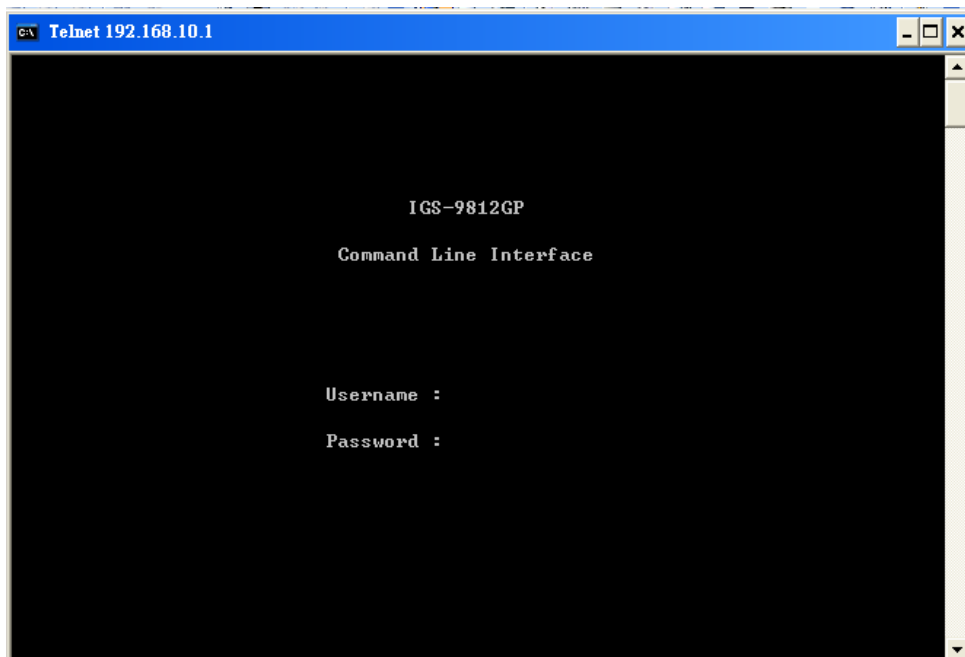 Telnet 192.168.10.1
IGS-9812GP
Command Line Interface
Username :
Password :